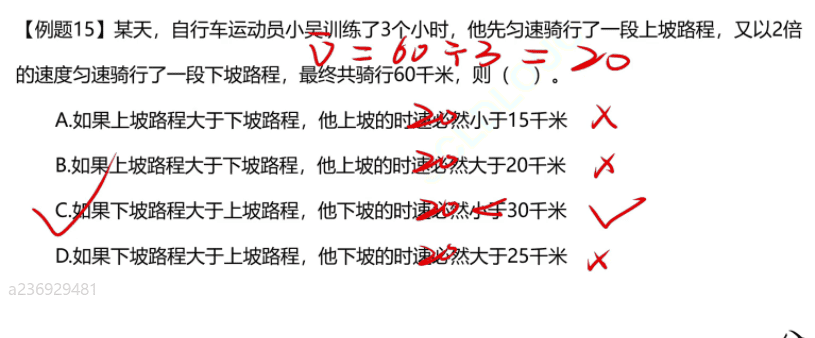 【例题15】某天，自行车运动员小吴训练了3个小时，他先匀速骑行了一段上坡路程，又以2倍
v̄ = 60 ÷ 3 = 20
的速度匀速骑行了一段下坡路程，最终共骑行60千米，则（ ）。
A.如果上坡路程大于下坡路程，他上坡的时速必然小于15千米 ×
20
B.如果上坡路程大于下坡路程，他上坡的时速必然大于20千米 ×
20
C.如果下坡路程大于上坡路程，他下坡的时速必然小于30千米 ✓
20 <
D.如果下坡路程大于上坡路程，他下坡的时速必然大于25千米 ×
20
a236929481